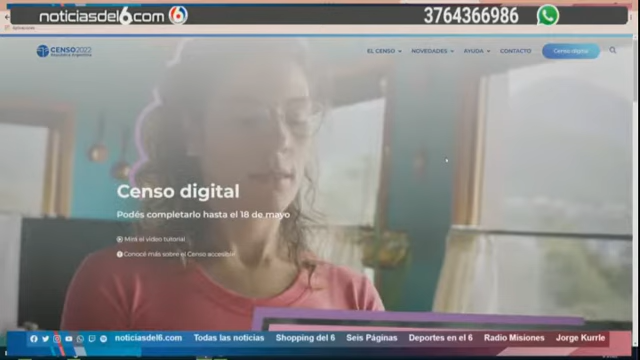 noticiasdel6.com 6
3764366986
CENSO2022
EL CENSO NOVEDADES AYUDA CONTACTO Censo digital
Censo digital
Podés completarlo hasta el 18 de mayo
Mirá el video tutorial
Conocé más sobre el Censo accesible
noticiasdel6.com Todas las noticias Shopping del 6 Seis Páginas Deportes en el 6 Radio Misiones Jorge Kurrle